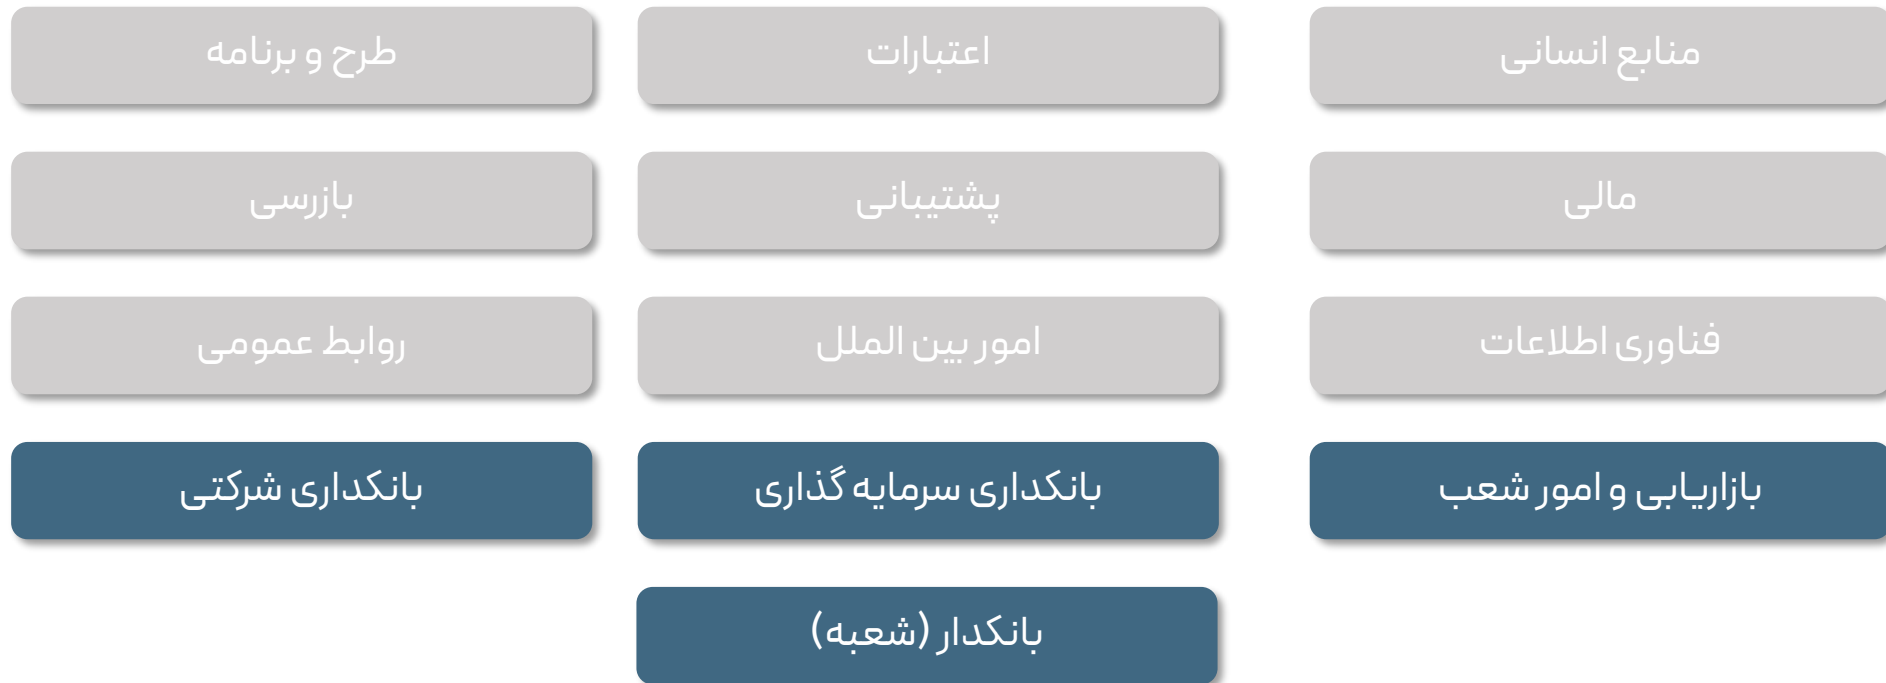 منابع انسانی
اعتبارات
طرح و برنامه
مالی
پشتیبانی
بازرسی
فناوری اطلاعات
امور بین الملل
روابط عمومی
بازاریابی و امور شعب
بانکداری سرمایه گذاری
بانکداری شرکتی
بانکدار (شعبه)